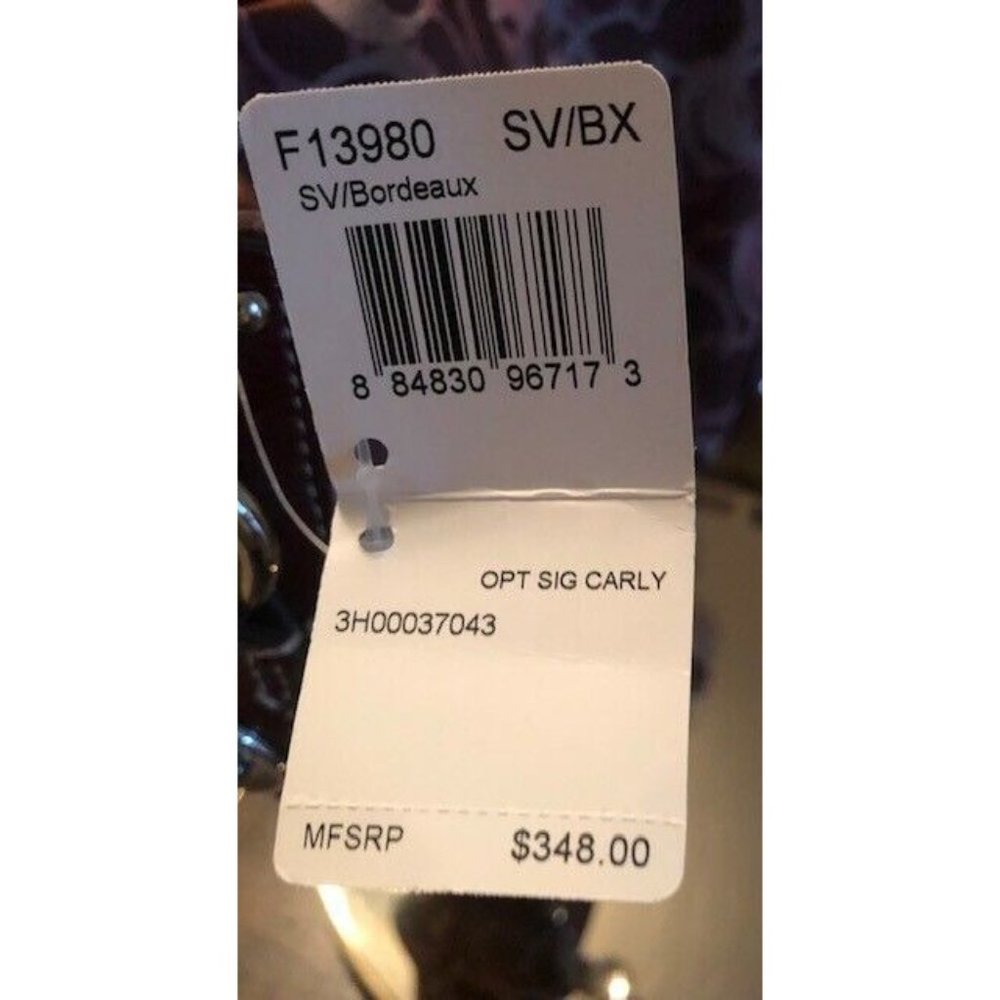 F13980 SV/BX
SV/Bordeaux
8 84830 96717 3
OPT SIG CARLY
3H00037043
MFSRP $348.00